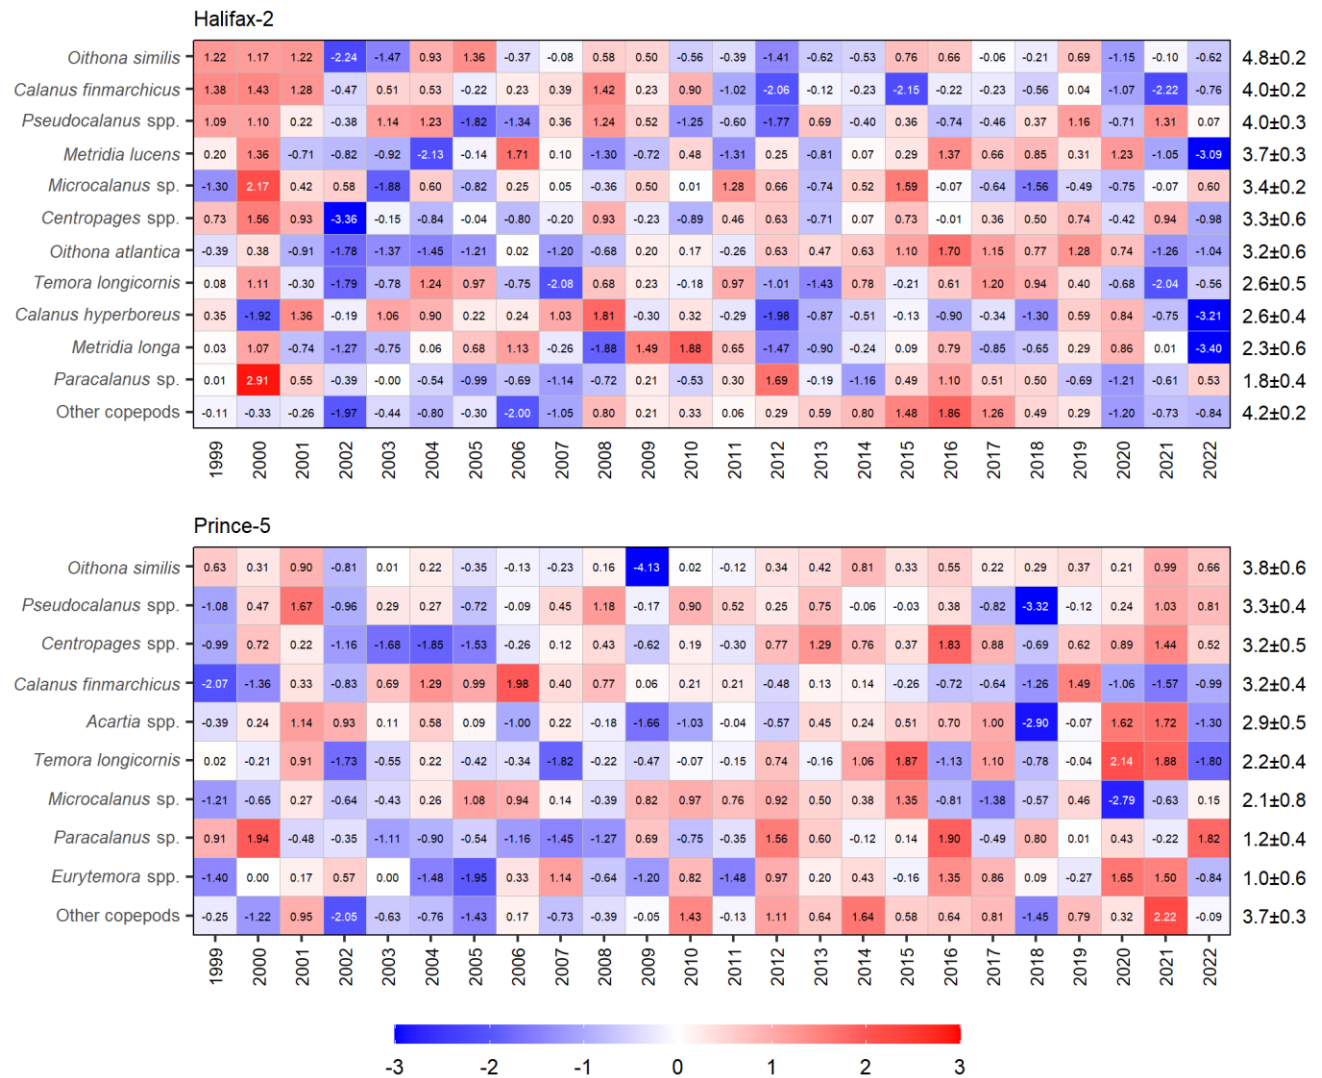 Halifax-2
Oithona similis 1.22 1.17 1.22 -2.24 -1.47 0.93 1.36 -0.37 -0.08 0.58 0.50 -0.56 -0.39 -1.41 -0.62 -0.53 0.76 0.66 -0.06 -0.21 0.69 -1.15 -0.10 -0.62 4.8±0.2
Calanus finmarchicus 1.38 1.43 1.28 -0.47 0.51 0.53 -0.22 0.23 0.39 1.42 0.23 0.90 -1.02 -2.06 -0.12 -0.23 -2.15 -0.22 -0.23 -0.56 0.04 -1.07 -2.22 -0.76 4.0±0.2
Pseudocalanus spp. 1.09 1.10 0.22 -0.38 1.14 1.23 -1.82 -1.34 0.36 1.24 0.52 -1.25 -0.60 -1.77 0.69 -0.40 0.36 -0.74 -0.46 0.37 1.16 -0.71 1.31 0.07 4.0±0.3
Metridia lucens 0.20 1.36 -0.71 -0.82 -0.92 -2.13 -0.14 1.71 0.10 -1.30 -0.72 0.48 -1.31 0.25 -0.81 0.07 0.29 1.37 0.66 0.85 0.31 1.23 -1.05 -3.09 3.7±0.3
Microcalanus sp. -1.30 2.17 0.42 0.58 -1.88 0.60 -0.82 0.25 0.05 -0.36 0.50 0.01 1.28 0.66 -0.74 0.52 1.59 -0.07 -0.64 -1.56 -0.49 -0.75 -0.07 0.60 3.4±0.2
Centropages spp. 0.73 1.56 0.93 -3.36 -0.15 -0.84 -0.04 -0.80 -0.20 0.93 -0.23 -0.89 0.46 0.63 -0.71 0.07 0.73 -0.01 0.36 0.50 0.74 -0.42 0.94 -0.98 3.3±0.6
Oithona atlantica -0.39 0.38 -0.91 -1.78 -1.37 -1.45 -1.21 0.02 -1.20 -0.68 0.20 0.17 -0.26 0.63 0.47 0.63 1.10 1.70 1.15 0.77 1.28 0.74 -1.26 -1.04 3.2±0.6
Temora longicornis 0.08 1.11 -0.30 -1.79 -0.78 1.24 0.97 -0.75 -2.08 0.68 0.23 -0.18 0.97 -1.01 -1.43 0.78 -0.21 0.61 1.20 0.94 0.40 -0.68 -2.04 -0.56 2.6±0.5
Calanus hyperboreus 0.35 -1.92 1.36 -0.19 1.06 0.90 0.22 0.24 1.03 1.81 -0.30 0.32 -0.29 -1.98 -0.87 -0.51 -0.13 -0.90 -0.34 -1.30 0.59 0.84 -0.75 -3.21 2.6±0.4
Metridia longa 0.03 1.07 -0.74 -1.27 -0.75 0.06 0.68 1.13 -0.26 -1.88 1.49 1.88 0.65 -1.47 -0.90 -0.24 0.09 0.79 -0.85 -0.65 0.29 0.86 0.01 -3.40 2.3±0.6
Paracalanus sp. 0.01 2.91 0.55 -0.39 -0.00 -0.54 -0.99 -0.69 -1.14 -0.72 0.21 -0.53 0.30 1.69 -0.19 -1.16 0.49 1.10 0.51 0.50 -0.69 -1.21 -0.61 0.53 1.8±0.4
Other copepods -0.11 -0.33 -0.26 -1.97 -0.44 -0.80 -0.30 -2.00 -1.05 0.80 0.21 0.33 0.06 0.29 0.59 0.80 1.48 1.86 1.26 0.49 0.29 -1.20 -0.73 -0.84 4.2±0.2
1999 2000 2001 2002 2003 2004 2005 2006 2007 2008 2009 2010 2011 2012 2013 2014 2015 2016 2017 2018 2019 2020 2021 2022
Prince-5
Oithona similis 0.63 0.31 0.90 -0.81 0.01 0.22 -0.35 -0.13 -0.23 0.16 -4.13 0.02 -0.12 0.34 0.42 0.81 0.33 0.55 0.22 0.29 0.37 0.21 0.99 0.66 3.8±0.6
Pseudocalanus spp. -1.08 0.47 1.67 -0.96 0.29 0.27 -0.72 -0.09 0.45 1.18 -0.17 0.90 0.52 0.25 0.75 -0.06 -0.03 0.38 -0.82 -3.32 -0.12 0.24 1.03 0.81 3.3±0.4
Centropages spp. -0.99 0.72 0.22 -1.16 -1.68 -1.85 -1.53 -0.26 0.12 0.43 -0.62 0.19 -0.30 0.77 1.29 0.76 0.37 1.83 0.88 -0.69 0.62 0.89 1.44 0.52 3.2±0.5
Calanus finmarchicus -2.07 -1.36 0.33 -0.83 0.69 1.29 0.99 1.98 0.40 0.77 0.06 0.21 0.21 -0.48 0.13 0.14 -0.26 -0.72 -0.64 -1.26 1.49 -1.06 -1.57 -0.99 3.2±0.4
Acartia spp. -0.39 0.24 1.14 0.93 0.11 0.58 0.09 -1.00 0.22 -0.18 -1.66 -1.03 -0.04 -0.57 0.45 0.24 0.51 0.70 1.00 -2.90 -0.07 1.62 1.72 -1.30 2.9±0.5
Temora longicornis 0.02 -0.21 0.91 -1.73 -0.55 0.22 -0.42 -0.34 -1.82 -0.22 -0.47 -0.07 -0.15 0.74 -0.16 1.06 1.87 -1.13 1.10 -0.78 -0.04 2.14 1.88 -1.80 2.2±0.4
Microcalanus sp. -1.21 -0.65 0.27 -0.64 -0.43 0.26 1.08 0.94 0.14 -0.39 0.82 0.97 0.76 0.92 0.50 0.38 1.35 -0.81 -1.38 -0.57 0.46 -2.79 -0.63 0.15 2.1±0.8
Paracalanus sp. 0.91 1.94 -0.48 -0.35 -1.11 -0.90 -0.54 -1.16 -1.45 -1.27 0.69 -0.75 -0.35 1.56 0.60 -0.12 0.14 1.90 -0.49 0.80 0.01 0.43 -0.22 1.82 1.2±0.4
Eurytemora spp. -1.40 0.00 0.17 0.57 0.00 -1.48 -1.95 0.33 1.14 -0.64 -1.20 0.82 -1.48 0.97 0.20 0.43 -0.16 1.35 0.86 0.09 -0.27 1.65 1.50 -0.84 1.0±0.6
Other copepods -0.25 -1.22 0.95 -2.05 -0.63 -0.76 -1.43 0.17 -0.73 -0.39 -0.05 1.43 -0.13 1.11 0.64 1.64 0.58 0.64 0.81 -1.45 0.79 0.32 2.22 -0.09 3.7±0.3
1999 2000 2001 2002 2003 2004 2005 2006 2007 2008 2009 2010 2011 2012 2013 2014 2015 2016 2017 2018 2019 2020 2021 2022
-3 -2 -1 0 1 2 3